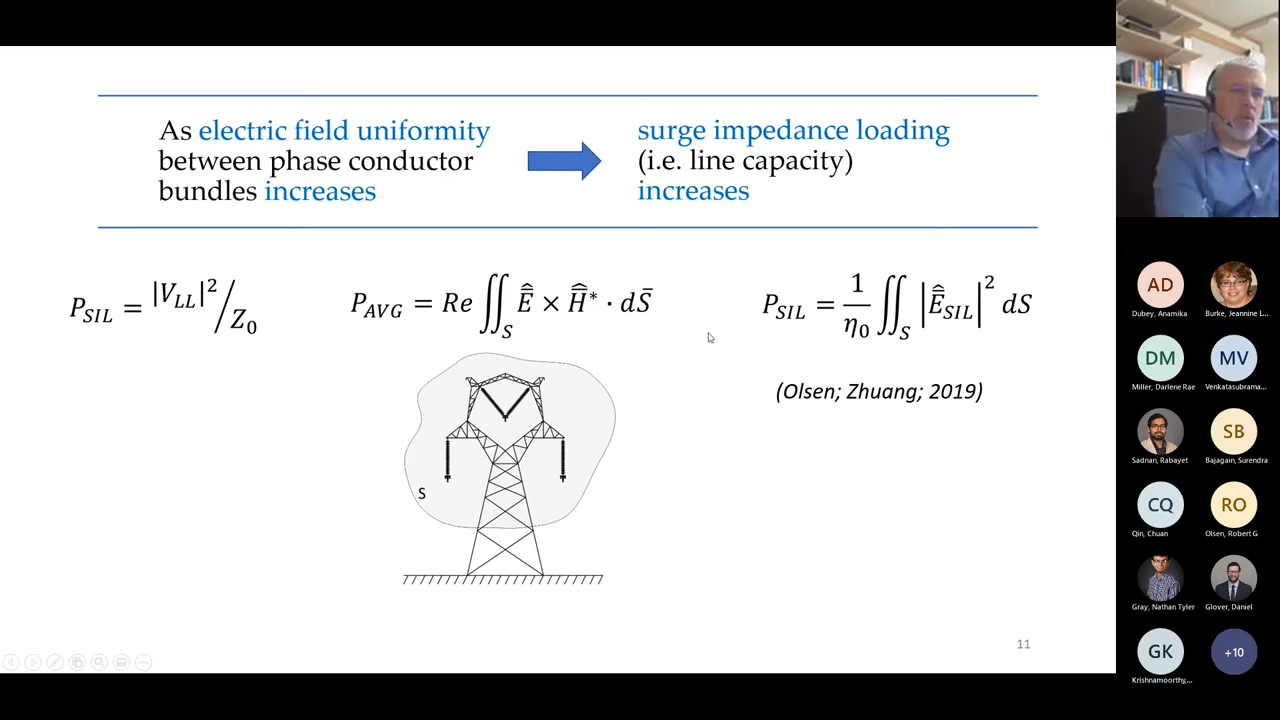 As electric field uniformity
between phase conductor
bundles increases
surge impedance loading
(i.e. line capacity)
increases
P_SIL = |V_LL|²/Z₀
P_AVG = Re ∬_S Ê̄ × Ĥ̄* · dS̄
P_SIL = 1/η₀ ∬_S |Ê̄_SIL|² dS
(Olsen; Zhuang; 2019)
S
11
AD
Dubey, Anamika
Burke, Jeannine L...
DM
Miller, Darlene Rae
MV
Venkatasubrama...
Sadnan, Rabayet
SB
Bajagain, Surendra
CQ
Qin, Chuan
RO
Olsen, Robert G
Gray, Nathan Tyler
Glover, Daniel
GK
Krishnamoorthy,...
+10